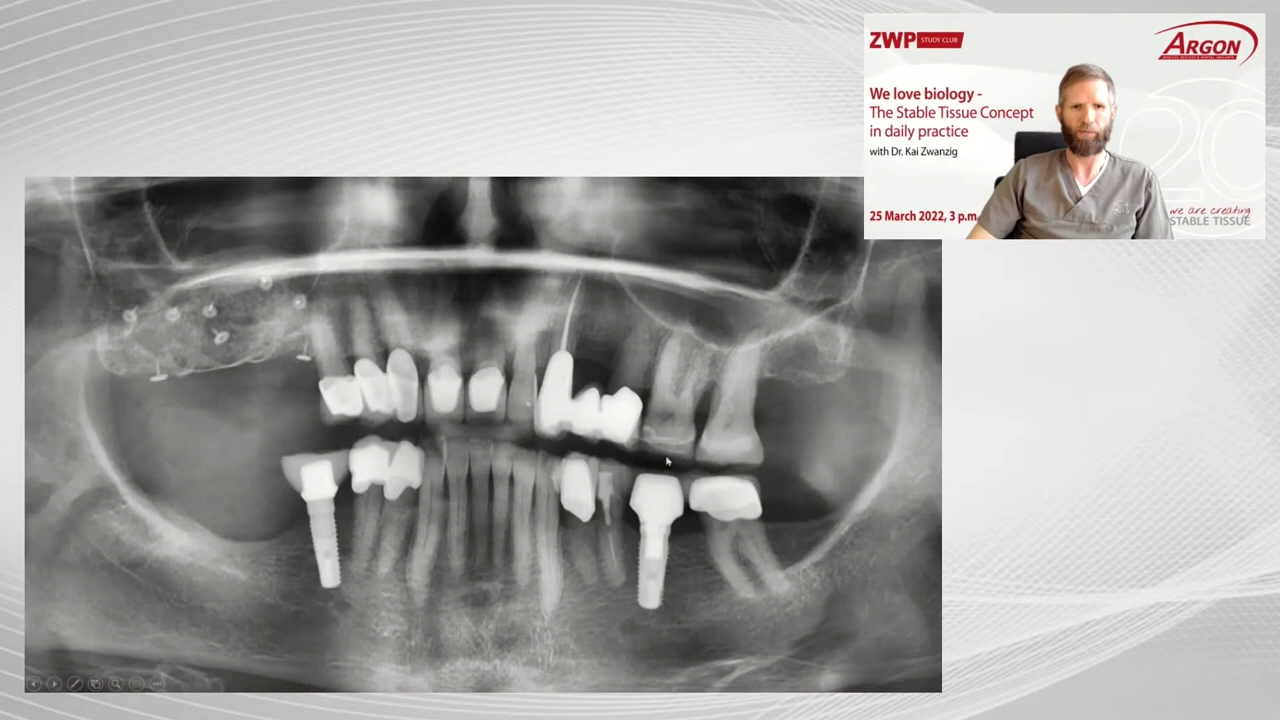 ZWP STUDY CLUB
ARGON
MEDICAL DEVICES & DENTAL IMPLANTS
We love biology -
The Stable Tissue Concept
in daily practice
with Dr. Kai Zwanzig
20
25 March 2022, 3 p.m
we are creating
STABLE TISSUE